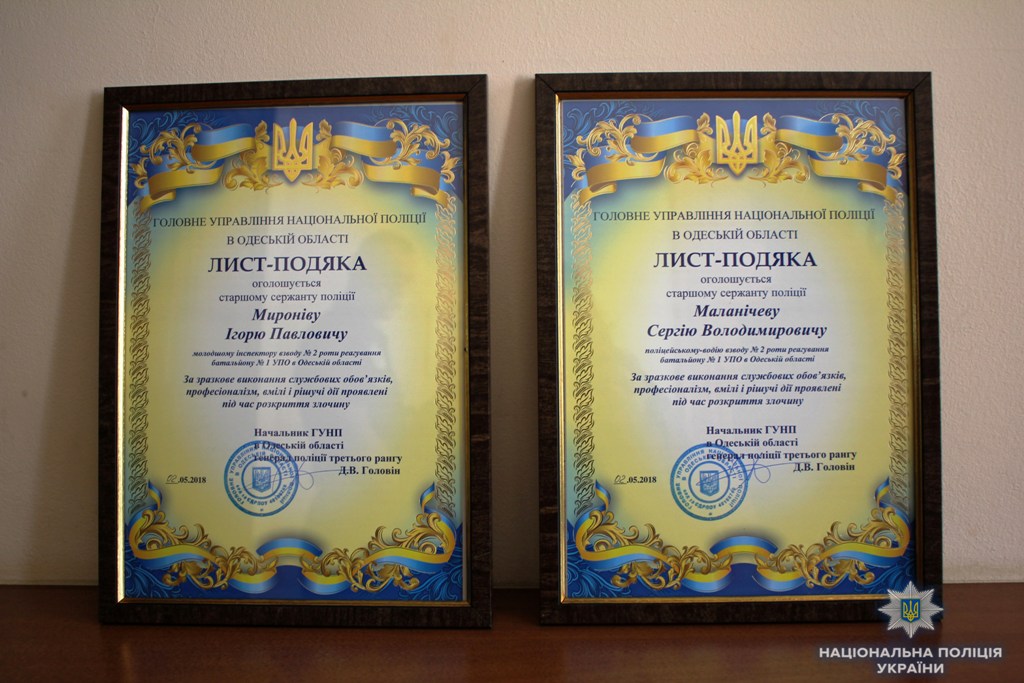 ГОЛОВНЕ УПРАВЛІННЯ НАЦІОНАЛЬНОЇ ПОЛІЦІЇ
В ОДЕСЬКІЙ ОБЛАСТІ
ЛИСТ-ПОДЯКА
оголошується
старшому сержанту поліції
Мироніву
Ігорю Павловичу
молодшому інспектору взводу № 2 роти реагування
батальйону № 1 УПО в Одеській області
За зразкове виконання службових обов’язків,
професіоналізм, вмілі і рішучі дії проявлені
під час розкриття злочину
Начальник ГУНП
в Одеській області
генерал поліції третього рангу
Д.В. Головін
02.05.2018
ГОЛОВНЕ УПРАВЛІННЯ НАЦІОНАЛЬНОЇ ПОЛІЦІЇ
В ОДЕСЬКІЙ ОБЛАСТІ
ЛИСТ-ПОДЯКА
оголошується
старшому сержанту поліції
Маланічеву
Сергію Володимировичу
поліцейському-водію взводу № 2 роти реагування
батальйону № 1 УПО в Одеській області
За зразкове виконання службових обов’язків,
професіоналізм, вмілі і рішучі дії проявлені
під час розкриття злочину
Начальник ГУНП
в Одеській області
генерал поліції третього рангу
Д.В. Головін
02.05.2018
НАЦІОНАЛЬНА ПОЛІЦІЯ
УКРАЇНИ